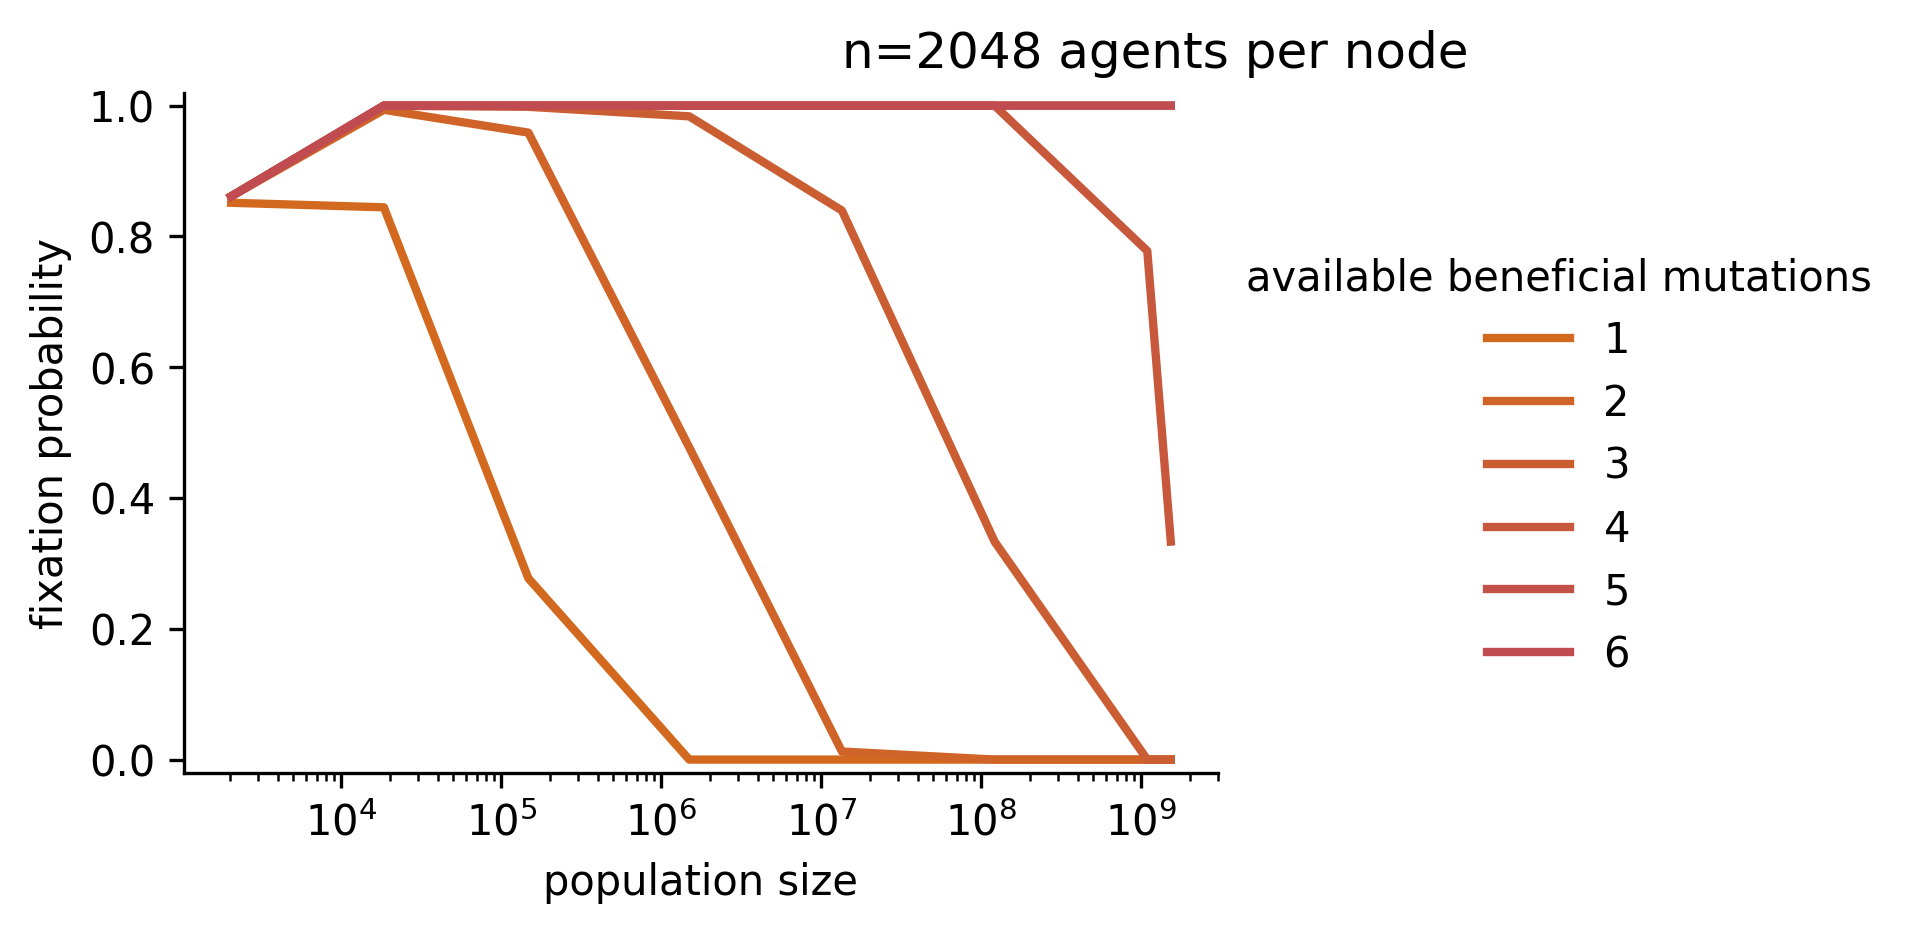 n=2048 agents per node
fixation probability
1.0
0.8
0.6
0.4
0.2
0.0
10⁴ 10⁵ 10⁶ 10⁷ 10⁸ 10⁹
population size
available beneficial mutations
1
2
3
4
5
6